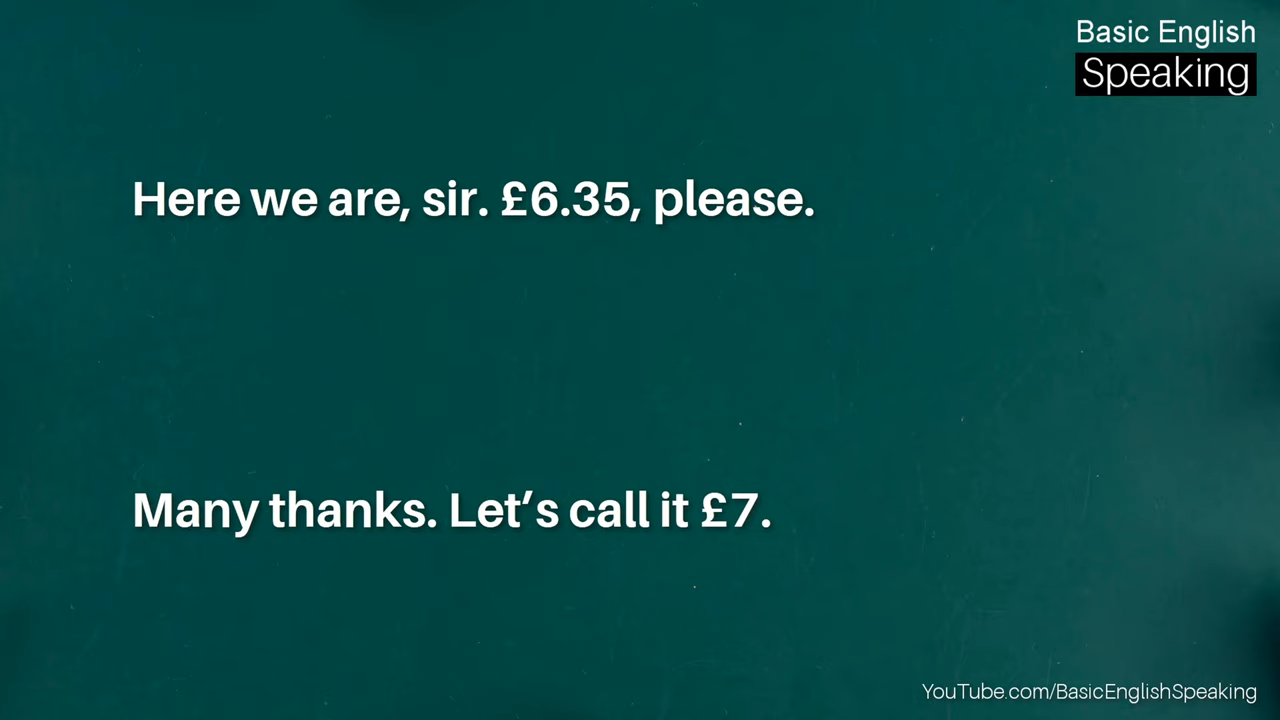 Basic English
Speaking
Here we are, sir. £6.35, please.
Many thanks. Let’s call it £7.
YouTube.com/BasicEnglishSpeaking